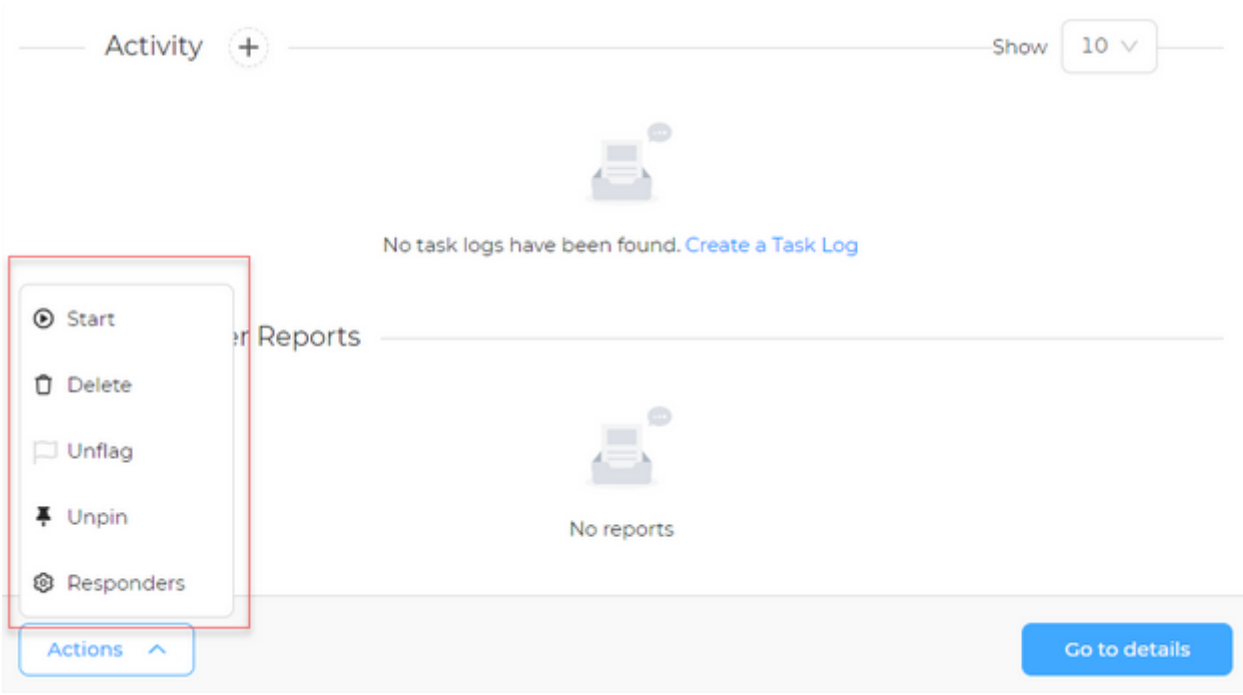 Activity
Show 10
No task logs have been found. Create a Task Log
Start
er Reports
Delete
Unflag
Unpin
No reports
Responders
Actions
Go to details